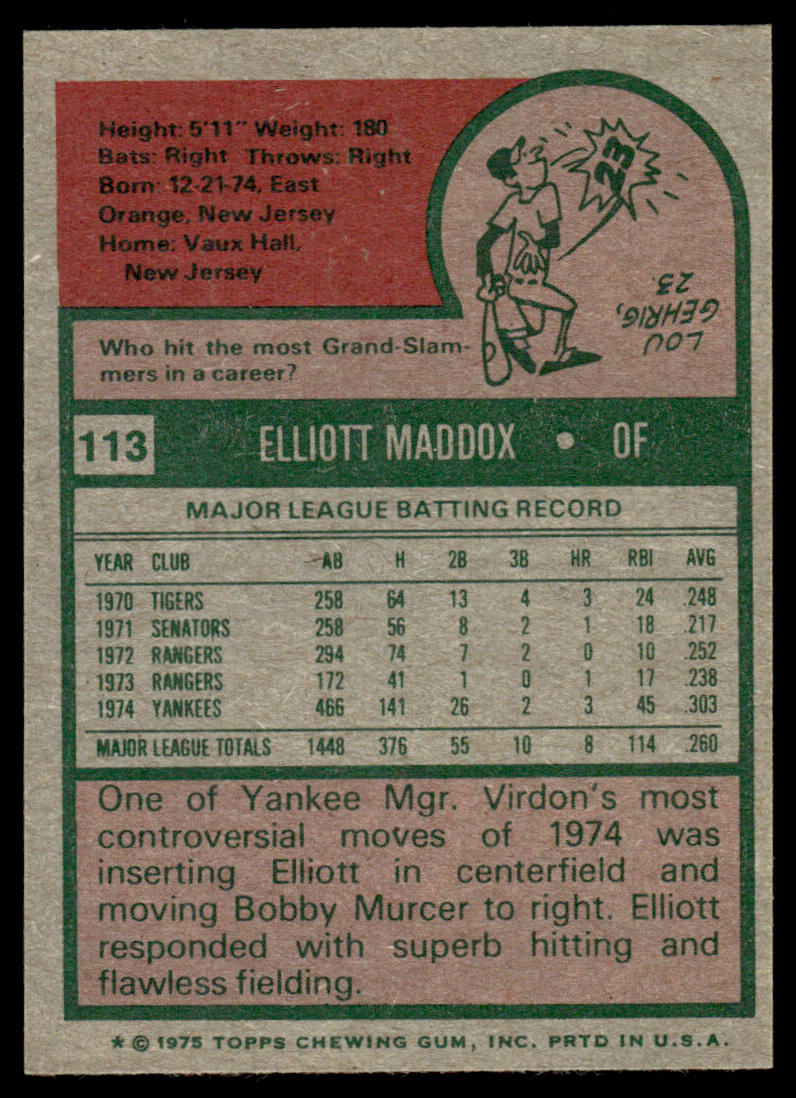 Height: 5'11" Weight: 180
Bats: Right Throws: Right
Born: 12-21-74, East
Orange, New Jersey
Home: Vaux Hall,
New Jersey
23
LOU
GEHRIG,
23.
Who hit the most Grand-Slam-
mers in a career?
113 ELLIOTT MADDOX • OF
MAJOR LEAGUE BATTING RECORD
YEAR CLUB AB H 2B 3B HR RBI AVG
1970 TIGERS 258 64 13 4 3 24 .248
1971 SENATORS 258 56 8 2 1 18 .217
1972 RANGERS 294 74 7 2 0 10 .252
1973 RANGERS 172 41 1 0 1 17 .238
1974 YANKEES 466 141 26 2 3 45 .303
MAJOR LEAGUE TOTALS 1448 376 55 10 8 114 .260
One of Yankee Mgr. Virdon's most
controversial moves of 1974 was
inserting Elliott in centerfield and
moving Bobby Murcer to right. Elliott
responded with superb hitting and
flawless fielding.
* © 1975 TOPPS CHEWING GUM, INC. PRTD IN U.S.A.